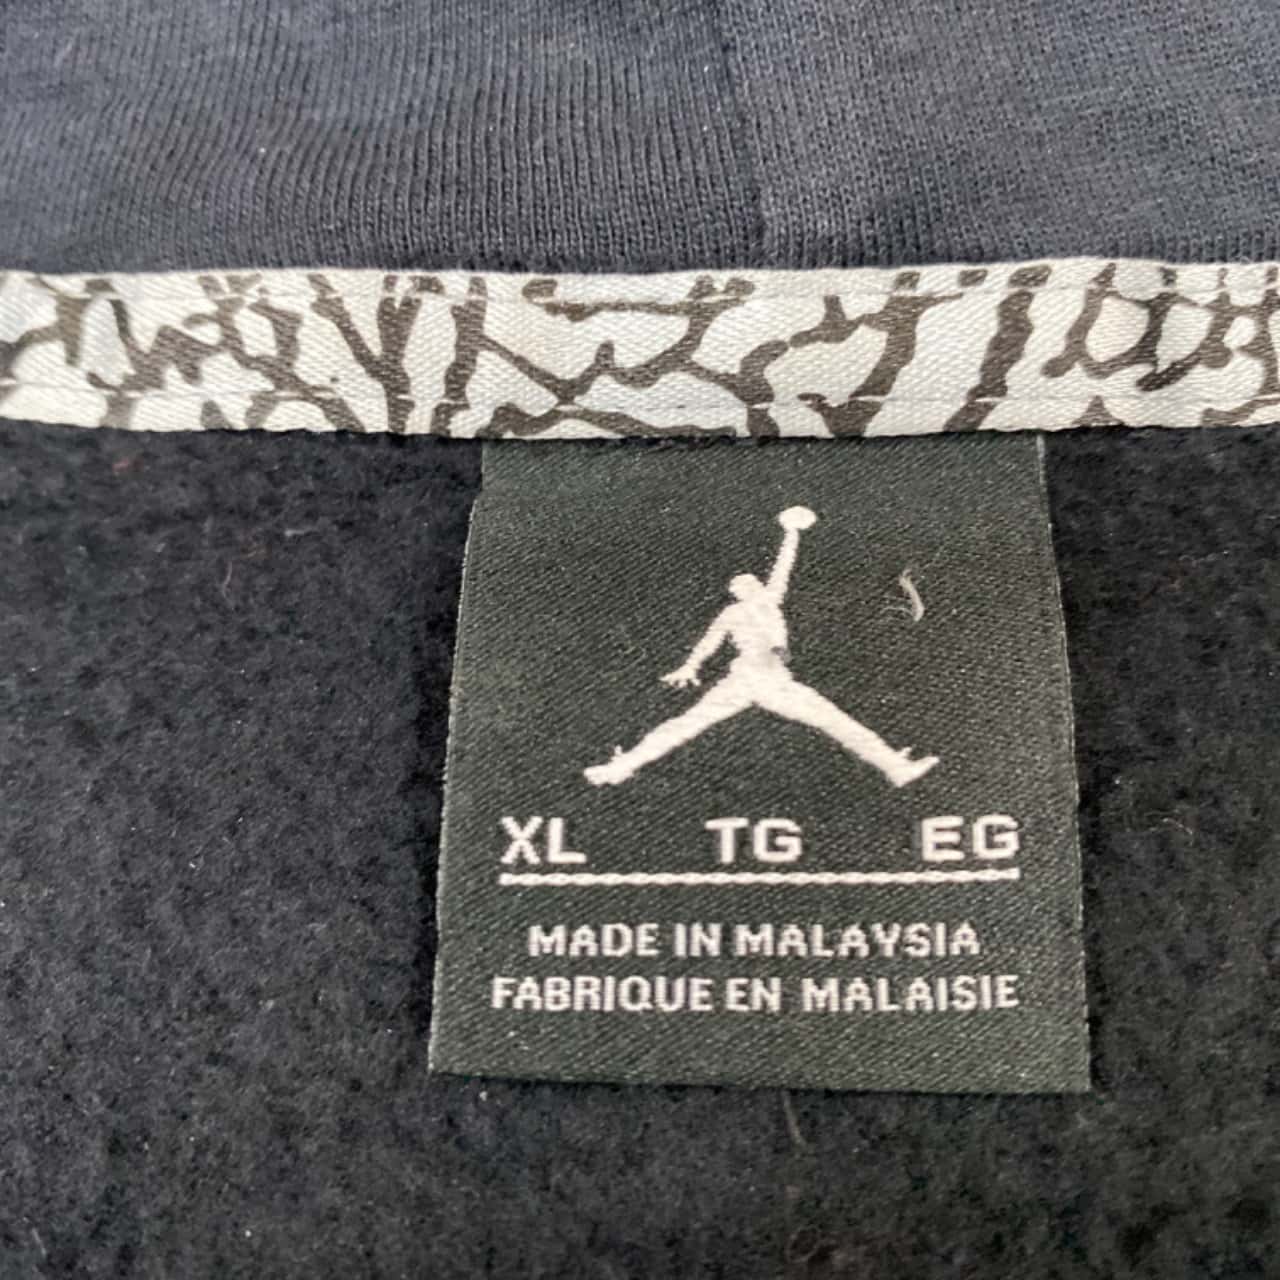 XL TG EG
MADE IN MALAYSIA
FABRIQUE EN MALAISIE